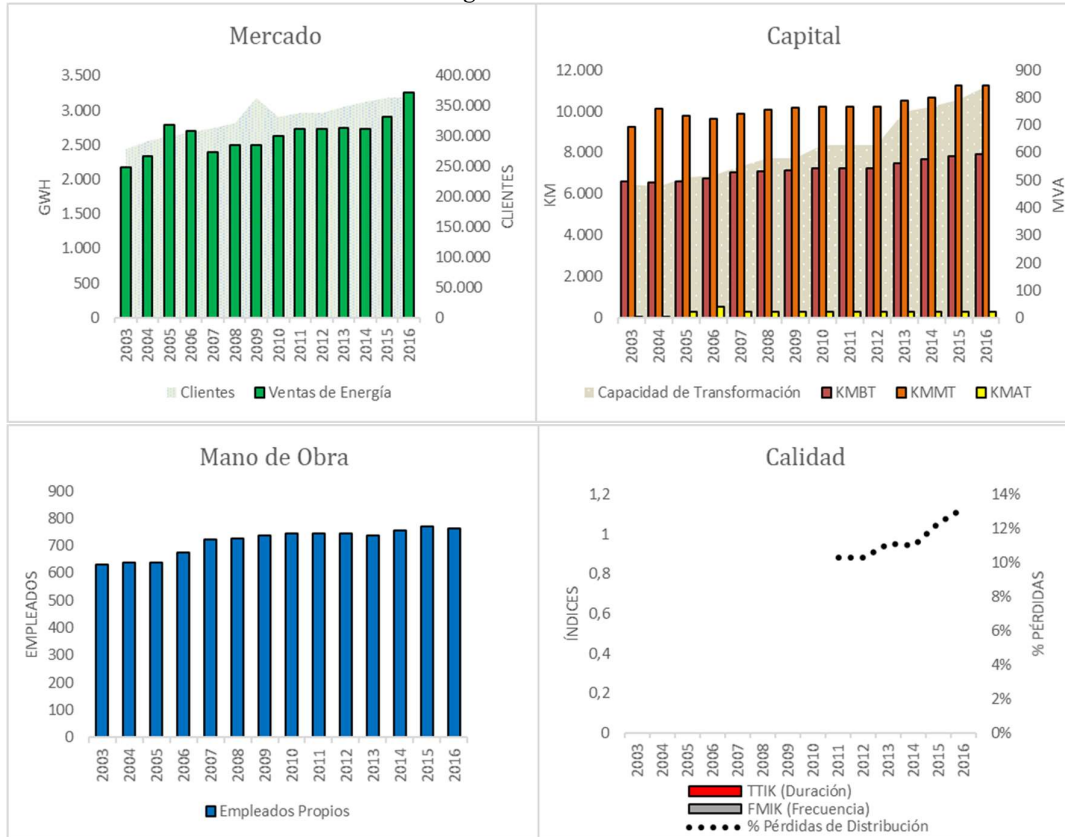 Mercado
3.500
3.000
2.500
2.000
1.500
1.000
500
0
GWH
400.000
350.000
300.000
250.000
200.000
150.000
100.000
50.000
0
CLIENTES
2003 2004 2005 2006 2007 2008 2009 2010 2011 2012 2013 2014 2015 2016
Clientes Ventas de Energía
Capital
12.000
10.000
8.000
6.000
4.000
2.000
0
KM
900
800
700
600
500
400
300
200
100
0
MVA
2003 2004 2005 2006 2007 2008 2009 2010 2011 2012 2013 2014 2015 2016
Capacidad de Transformación KMBT KMMT KMAT
Mano de Obra
900
800
700
600
500
400
300
200
100
0
EMPLEADOS
2003 2004 2005 2006 2007 2008 2009 2010 2011 2012 2013 2014 2015 2016
Empleados Propios
Calidad
1,2
1
0,8
0,6
0,4
0,2
0
ÍNDICES
14%
12%
10%
8%
6%
4%
2%
0%
% PÉRDIDAS
2003 2004 2005 2006 2007 2008 2009 2010 2011 2012 2013 2014 2015 2016
TTIK (Duración)
FMIK (Frecuencia)
% Pérdidas de Distribución